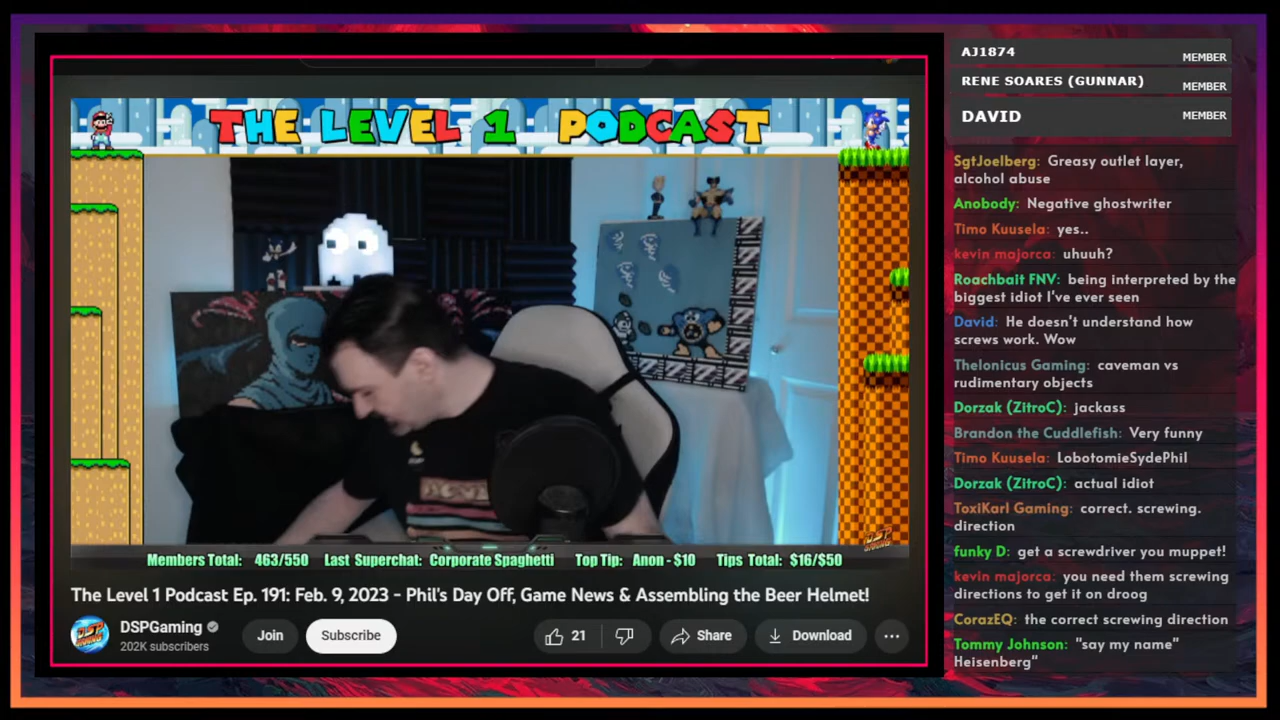 THE LEVEL 1 PODCAST
Members Total: 463/550 Last Superchat: Corporate Spaghetti Top Tip: Anon - $10 Tips Total: $16/$50
The Level 1 Podcast Ep. 191: Feb. 9, 2023 - Phil's Day Off, Game News & Assembling the Beer Helmet!
DSPGaming
202K subscribers
Join
Subscribe
21
Share
Download
AJ1874 MEMBER
RENE SOARES (GUNNAR) MEMBER
DAVID MEMBER
SgtJoelberg: Greasy outlet layer,
alcohol abuse
Anobody: Negative ghostwriter
Timo Kuusela: yes..
kevin majorca: uhuuh?
Roachbait FNV: being interpreted by the
biggest idiot I've ever seen
David: He doesn't understand how
screws work. Wow
Thelonicus Gaming: caveman vs
rudimentary objects
Dorzak (ZitroC): jackass
Brandon the Cuddlefish: Very funny
Timo Kuusela: LobotomieSydePhil
Dorzak (ZitroC): actual idiot
ToxiKarl Gaming: correct. screwing.
direction
funky D: get a screwdriver you muppet!
kevin majorca: you need them screwing
directions to get it on droog
CorazEQ: the correct screwing direction
Tommy Johnson: "say my name"
Heisenberg"